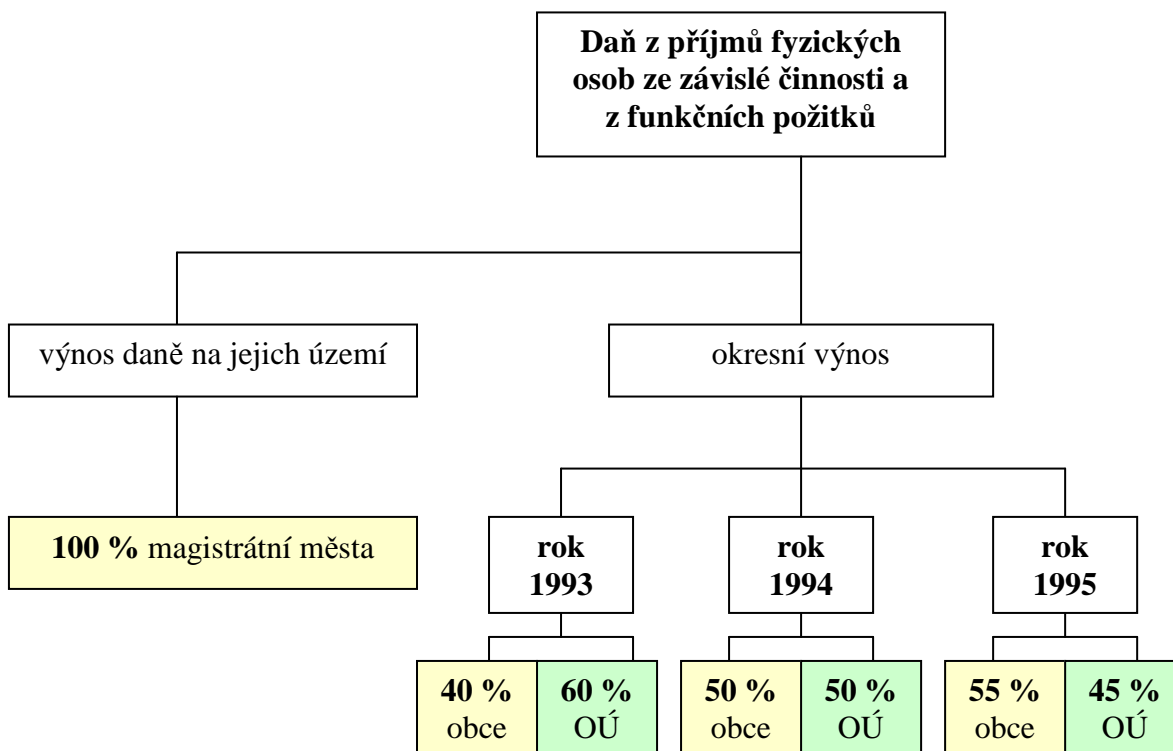 Daň z příjmů fyzických
osob ze závislé činnosti a
z funkčních požitků
výnos daně na jejich území
okresní výnos
100 % magistrátní města
rok
1993
rok
1994
rok
1995
40 %
obce
60 %
OÚ
50 %
obce
50 %
OÚ
55 %
obce
45 %
OÚ